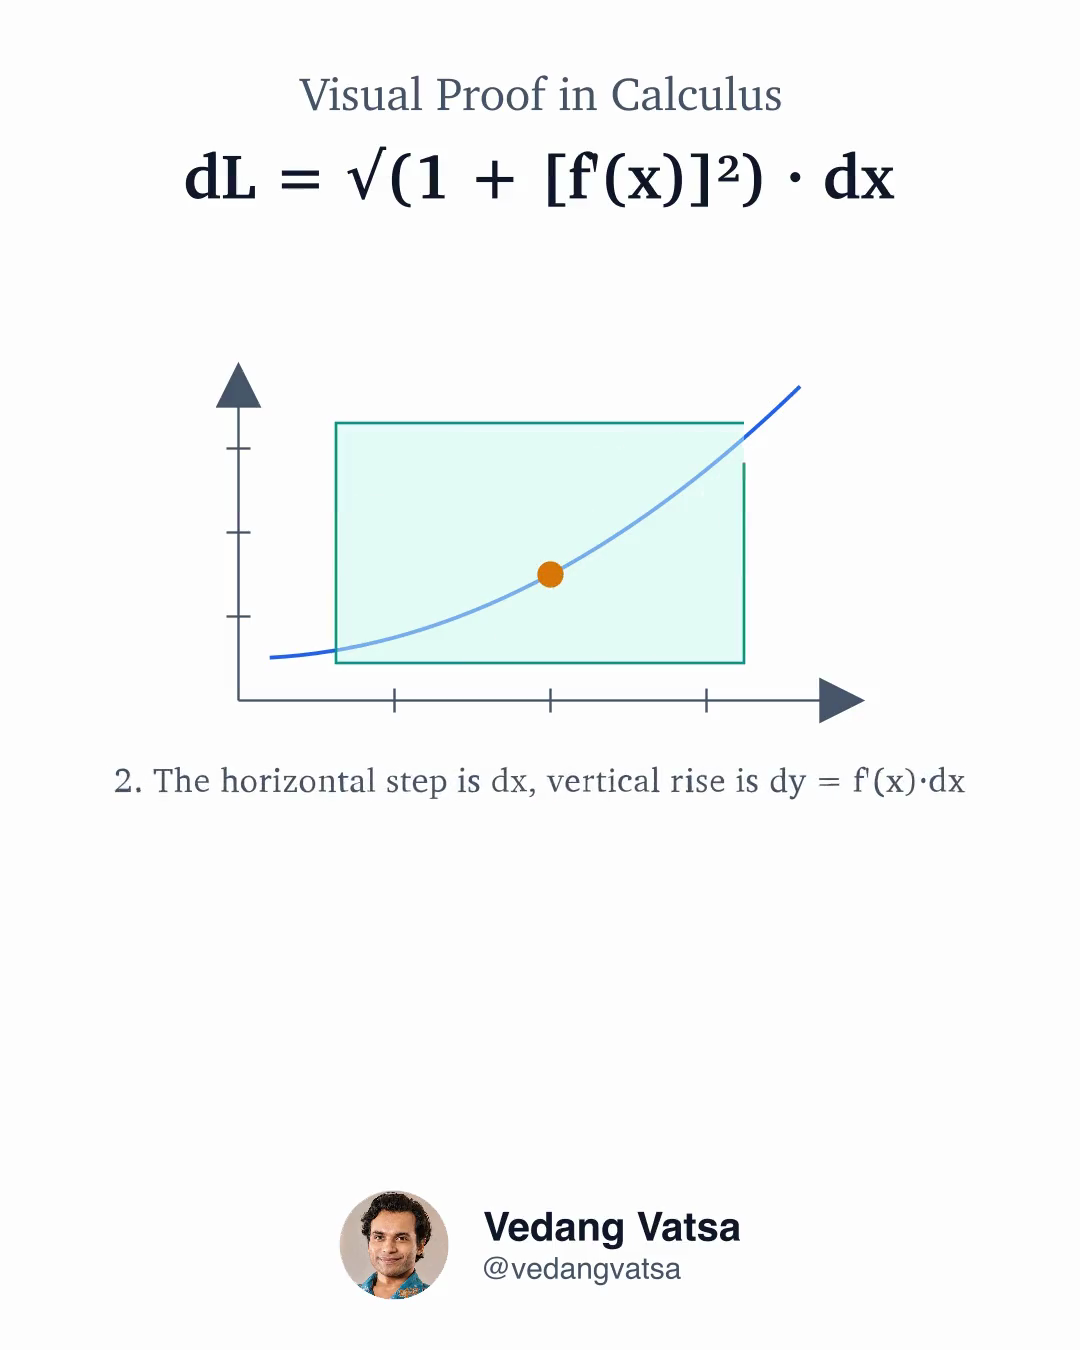 Visual Proof in Calculus
dL = √(1 + [f'(x)]²) · dx
2. The horizontal step is dx, vertical rise is dy = f'(x)·dx
Vedang Vatsa
@vedangvatsa